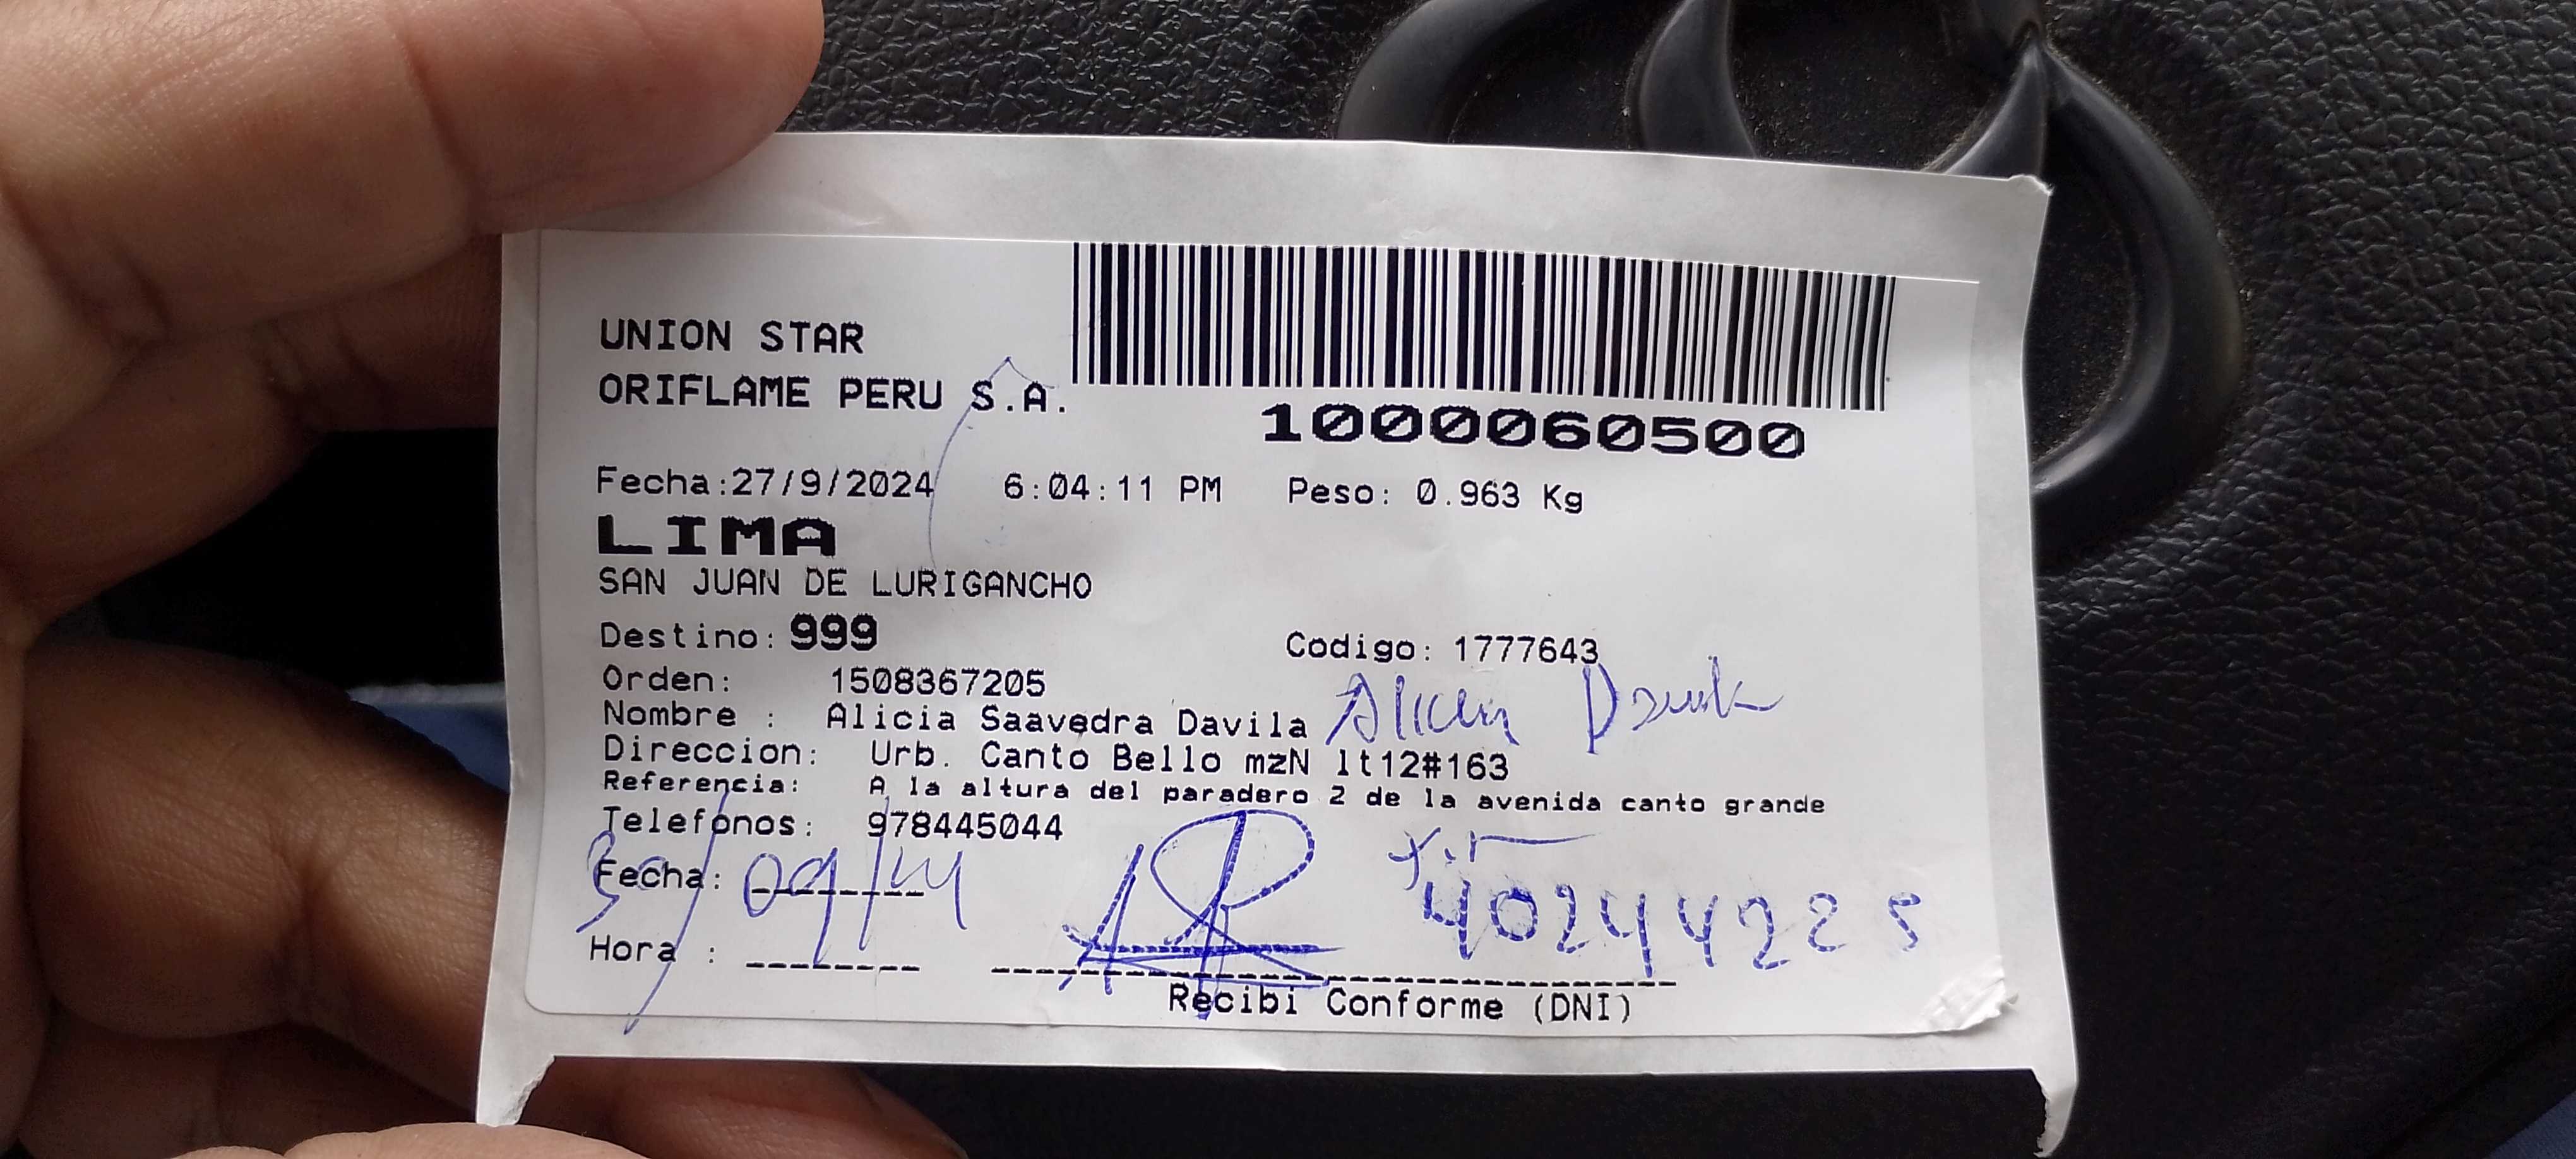 UNION STAR
ORIFLAME PERU S.A.
1000060500
Fecha:27/9/2024 6:04:11 PM Peso: 0.963 Kg
LIMA
SAN JUAN DE LURIGANCHO
Destino: 999 Codigo: 1777643
Orden: 1508367205
Nombre : Alicia Saavedra Davila Alicia
Direccion: Urb. Canto Bello mzN lt12#163
Referencia: A la altura del paradero 2 de la avenida canto grande
Telefonos: 978445044
Fecha:
40244225
Hora :
Recibi Conforme (DNI)